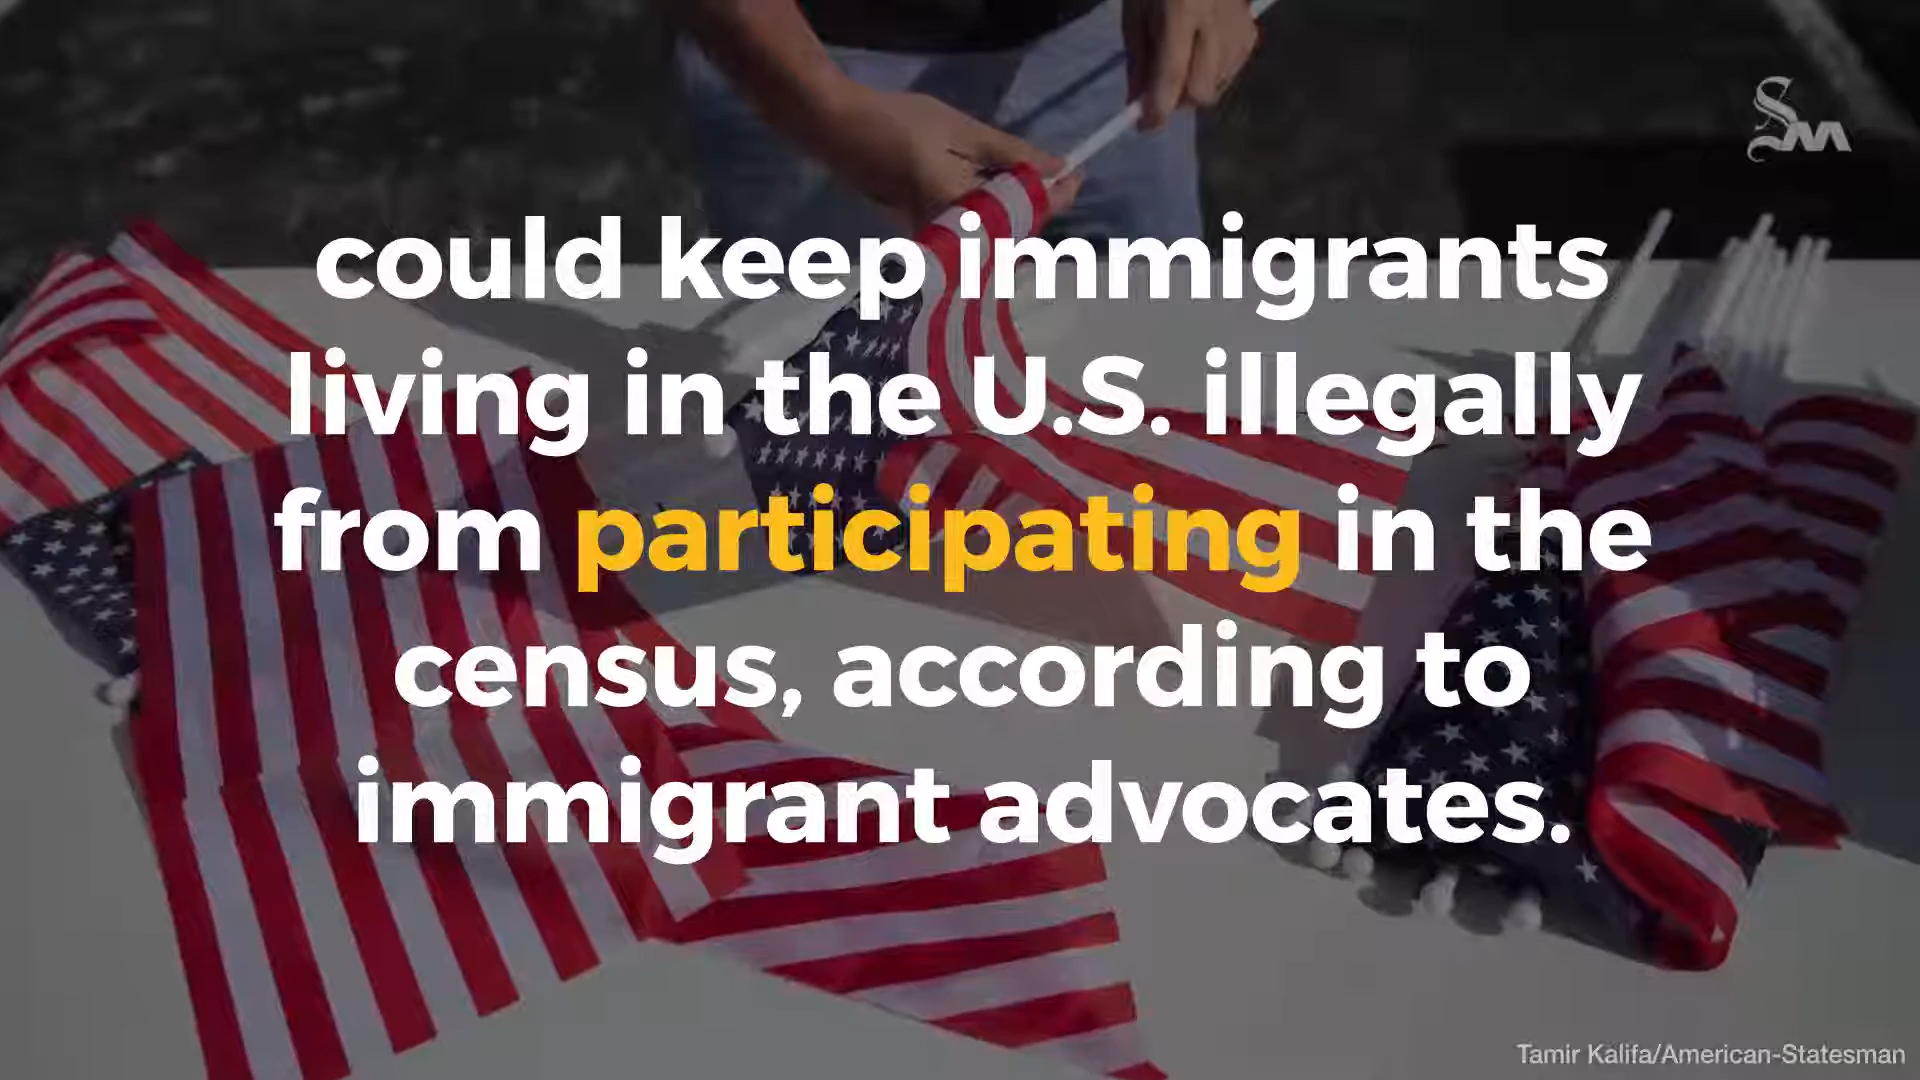 SM
could keep immigrants
living in the U.S. illegally
from participating in the
census, according to
immigrant advocates.
Tamir Kalifa/American-Statesman